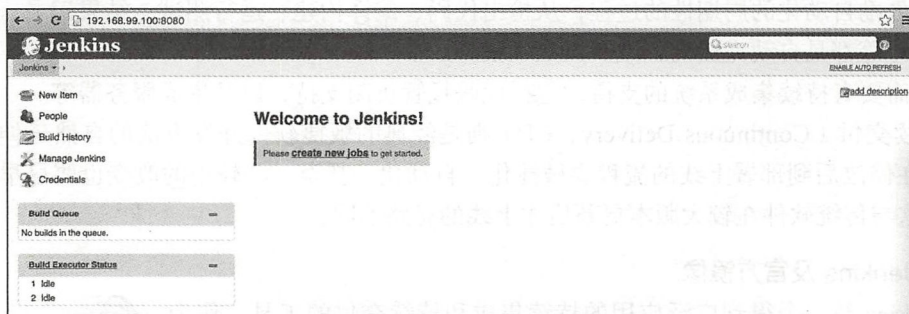 192.168.99.100:8080
Jenkins
search
Jenkins
ENABLE AUTO REFRESH
New Item
People
Build History
Manage Jenkins
Credentials
add description
Welcome to Jenkins!
Please create new jobs to get started.
Build Queue
No builds in the queue.
Build Executor Status
1 Idle
2 Idle